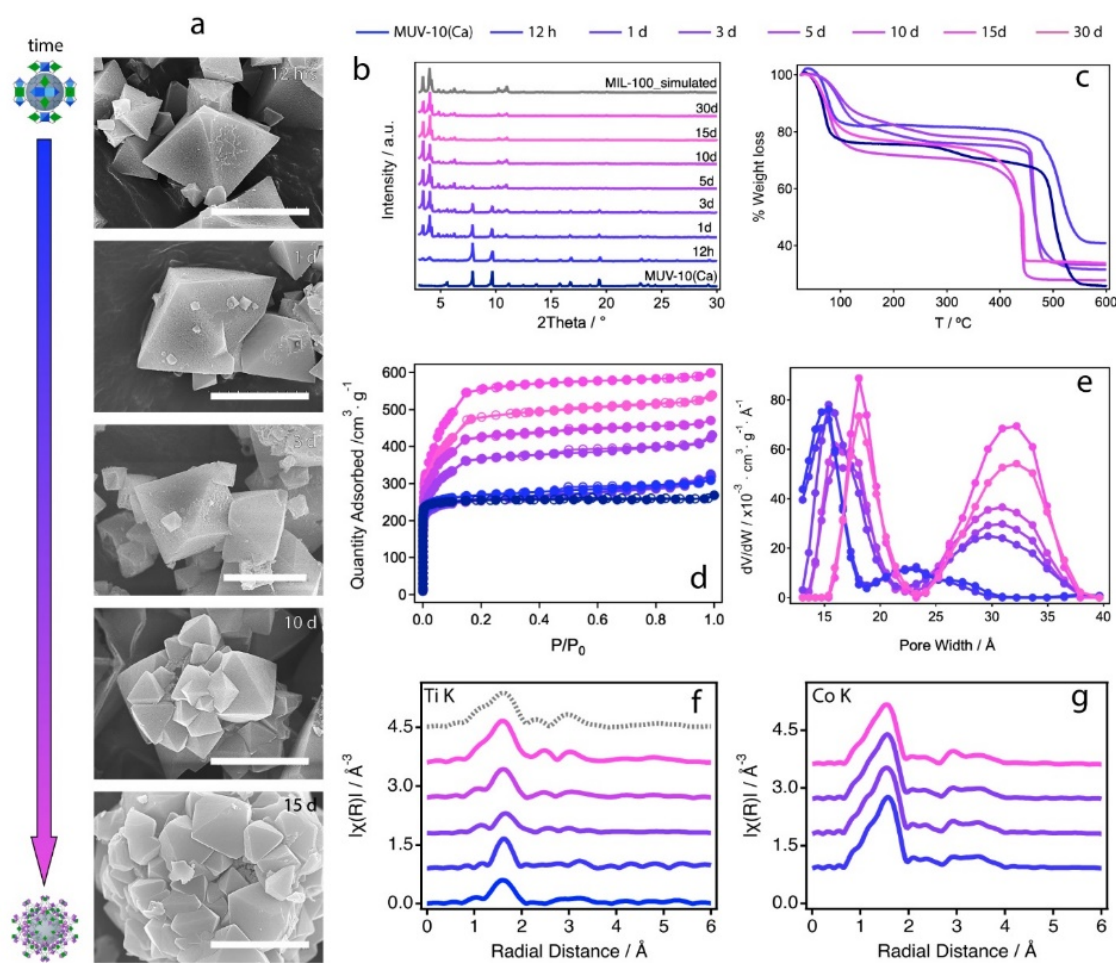 MUV-10(Ca) 12 h 1 d 3 d 5 d 10 d 15d 30 d
a
time
12 hrs
1 d
10 d
15 d
b
MIL-100_simulated
30d
15d
10d
5d
3d
1d
12h
MUV-10(Ca)
Intensity / a.u.
5 10 15 20 25 30
2Theta / °
c
% Weight loss
100
80
60
40
100 200 300 400 500 600
T / ºC
d
Quantity Adsorbed /cm³ · g⁻¹
600
500
400
300
200
100
0
0.0 0.2 0.4 0.6 0.8 1.0
P/P₀
e
dV/dW / x10⁻³ · cm³ · g⁻¹ · Å⁻¹
80
60
40
20
0
15 20 25 30 35 40
Pore Width / Å
Ti K
f
|χ(R)| / Å⁻³
4.5
3.0
1.5
0.0
0 1 2 3 4 5 6
Radial Distance / Å
Co K
g
|χ(R)| / Å⁻³
4.5
3.0
1.5
0.0
0 1 2 3 4 5 6
Radial Distance / Å